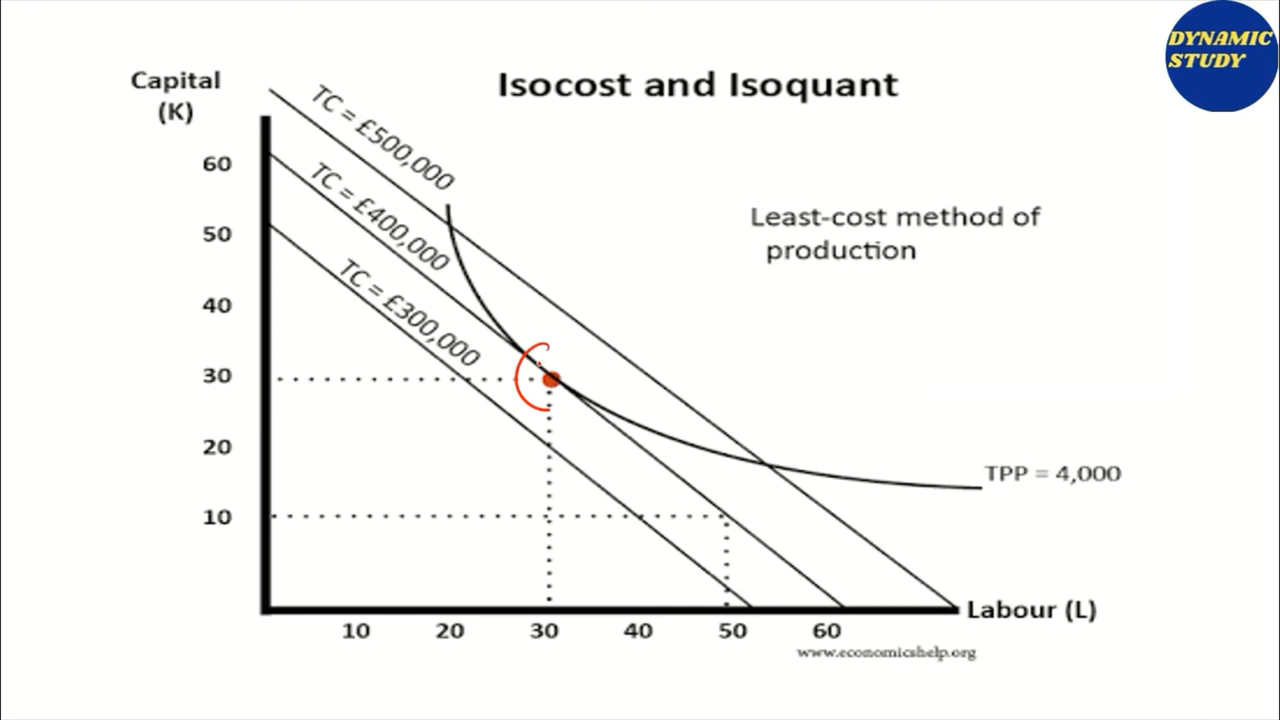 DYNAMIC
STUDY
Isocost and Isoquant
Capital
(K)
TC = £500,000
TC = £400,000
TC = £300,000
Least-cost method of
production
60
50
40
30
20
10
TPP = 4,000
Labour (L)
10 20 30 40 50 60
www.economicshelp.org